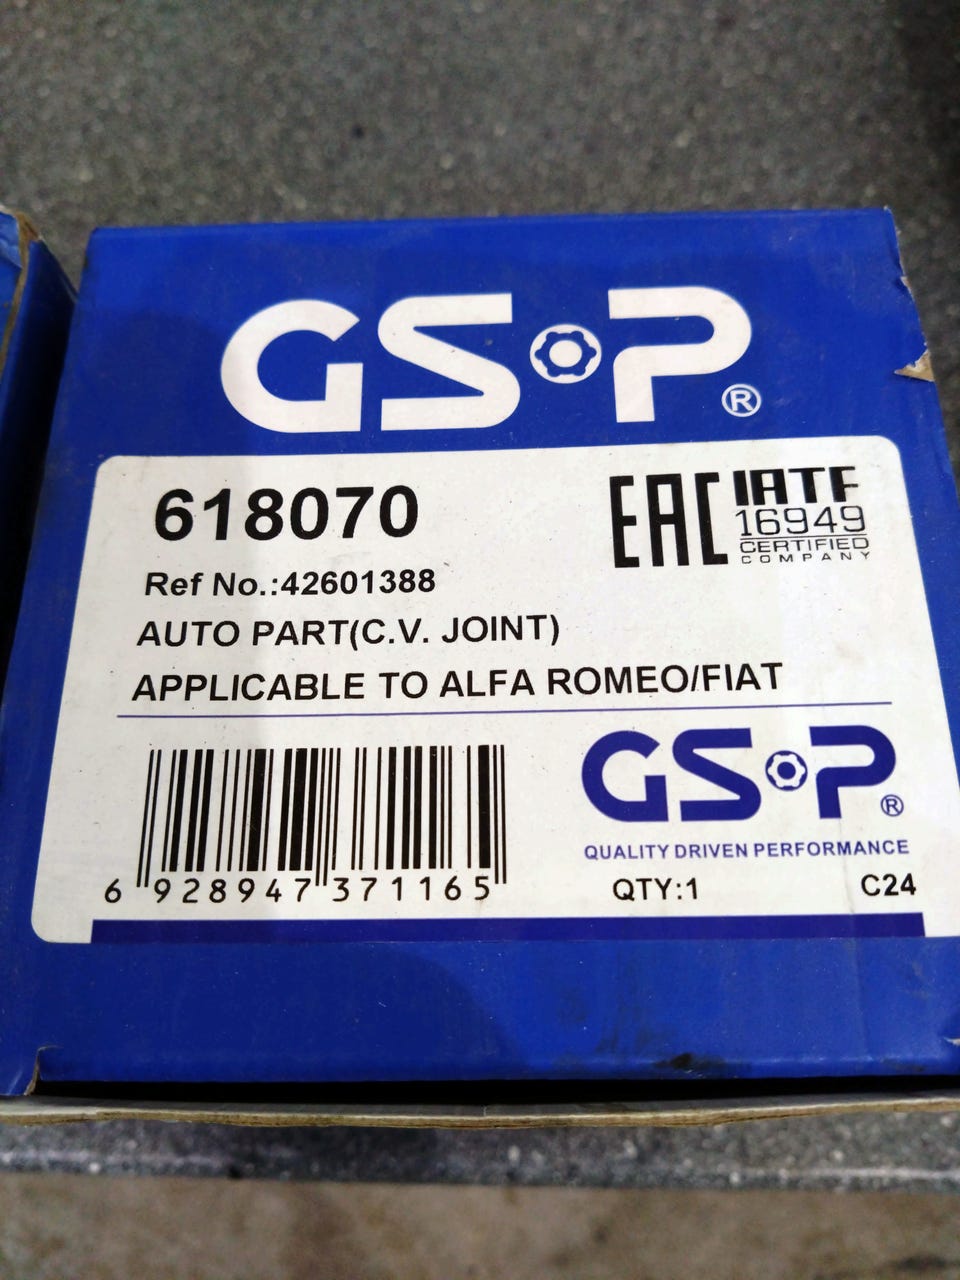 GSP®
618070
EAC
IATF
16949
CERTIFIED
COMPANY
Ref No.:42601388
AUTO PART(C.V. JOINT)
APPLICABLE TO ALFA ROMEO/FIAT
GSP®
QUALITY DRIVEN PERFORMANCE
6 928947 371165
QTY:1
C24